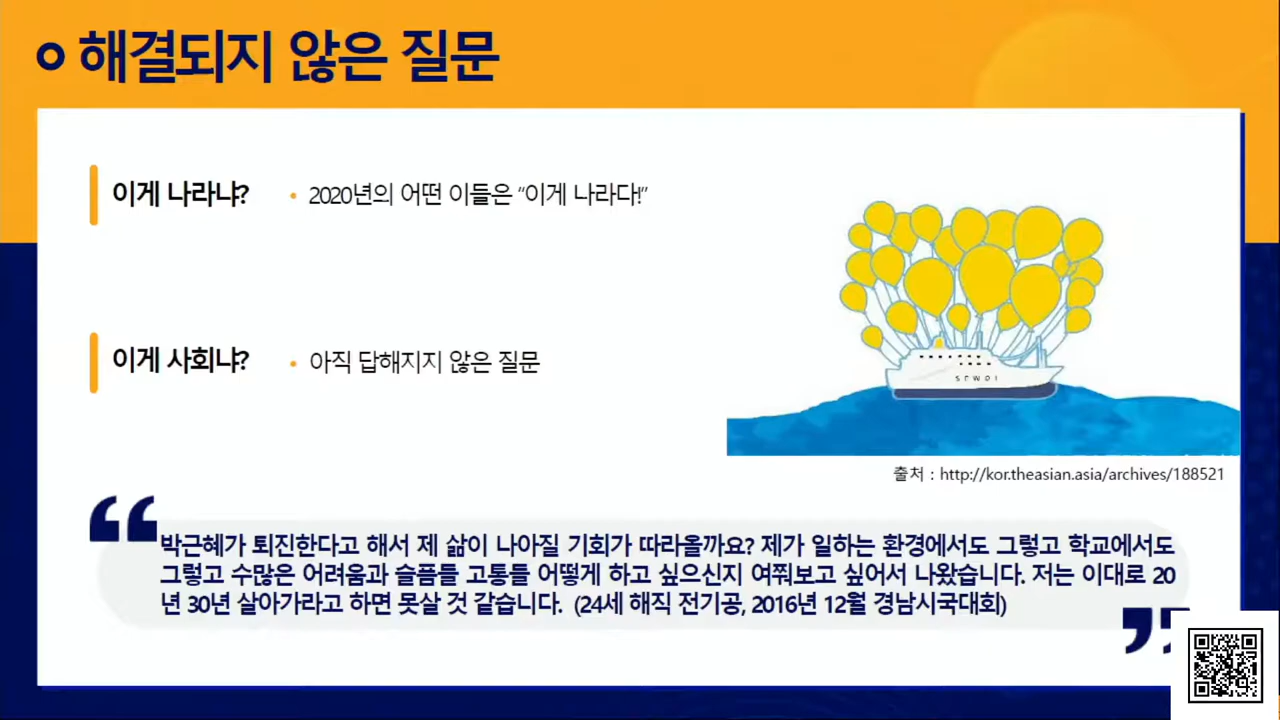 해결되지 않은 질문
이게 나라냐?
• 2020년의 어떤 이들은 “이게 나라다!”
이게 사회냐?
• 아직 답해지지 않은 질문
SEWOL
출처 : http://kor.theasian.asia/archives/188521
박근혜가 퇴진한다고 해서 제 삶이 나아질 기회가 따라올까요? 제가 일하는 환경에서도 그렇고 학교에서도
그렇고 수많은 어려움과 슬픔들 고통들 어떻게 하고 싶으신지 여쭤보고 싶어서 나왔습니다. 저는 이대로 20
년 30년 살아가라고 하면 못살 것 같습니다. (24세 해직 전기공, 2016년 12월 경남시국대회)